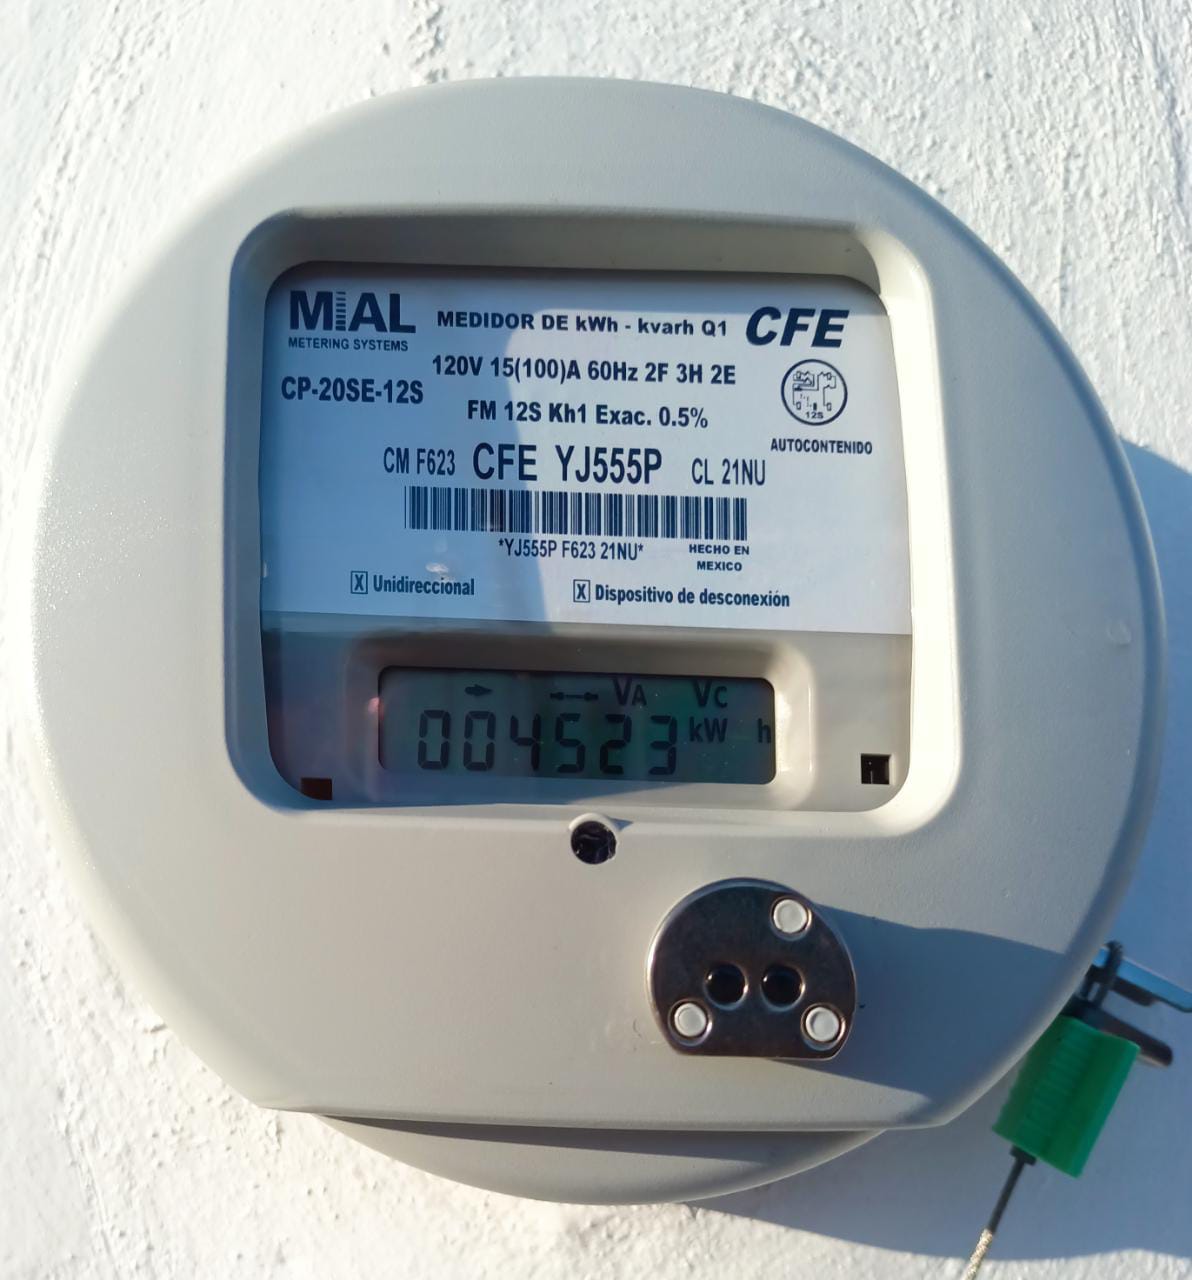 MIAL
METERING SYSTEMS
MEDIDOR DE kWh - kvarh Q1
CFE
120V 15(100)A 60Hz 2F 3H 2E
CP-20SE-12S
FM 12S Kh1 Exac. 0.5%
12S
AUTOCONTENIDO
CM F623 CFE YJ555P CL 21NU
*YJ555P F623 21NU*
HECHO EN
MEXICO
X Unidireccional
X Dispositivo de desconexión
VA VC
004523 kW h